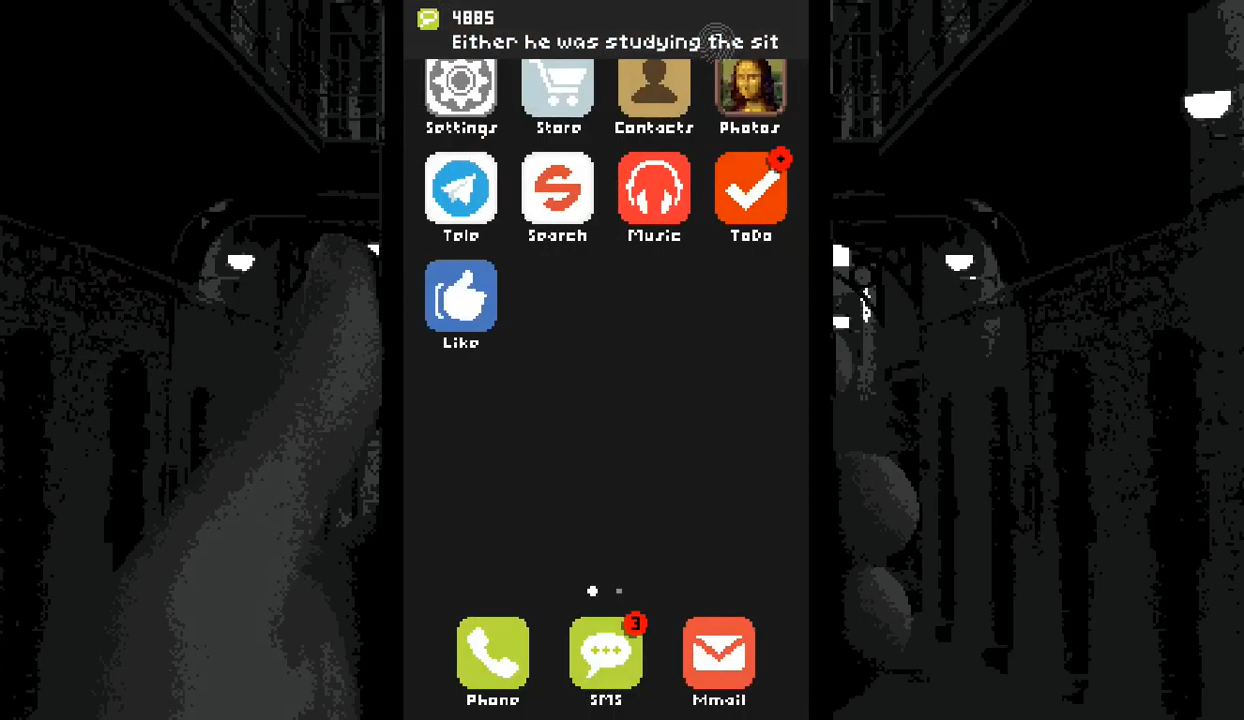 4885
Either he was studying the sit
Settings Store Contacts Photos
Tele Search Music ToDo
Like
3
Phone SMS Mmail